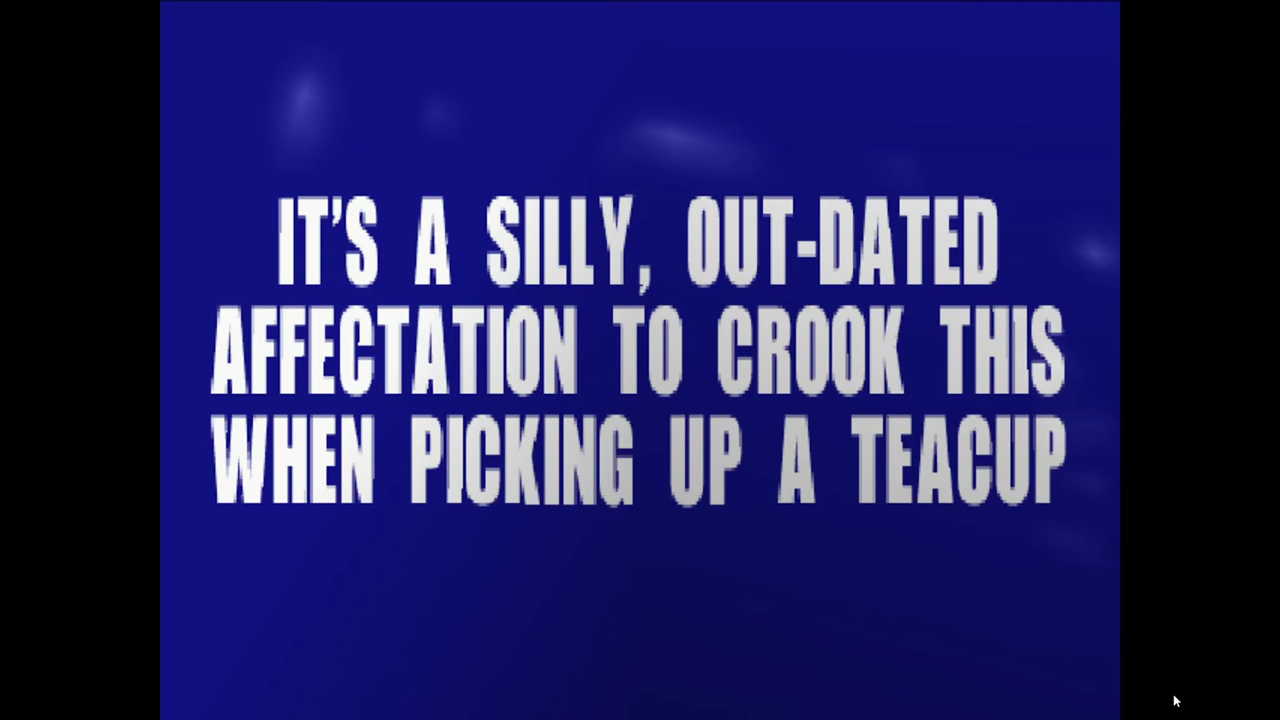 IT'S A SILLY, OUT-DATED
AFFECTATION TO CROOK THIS
WHEN PICKING UP A TEACUP